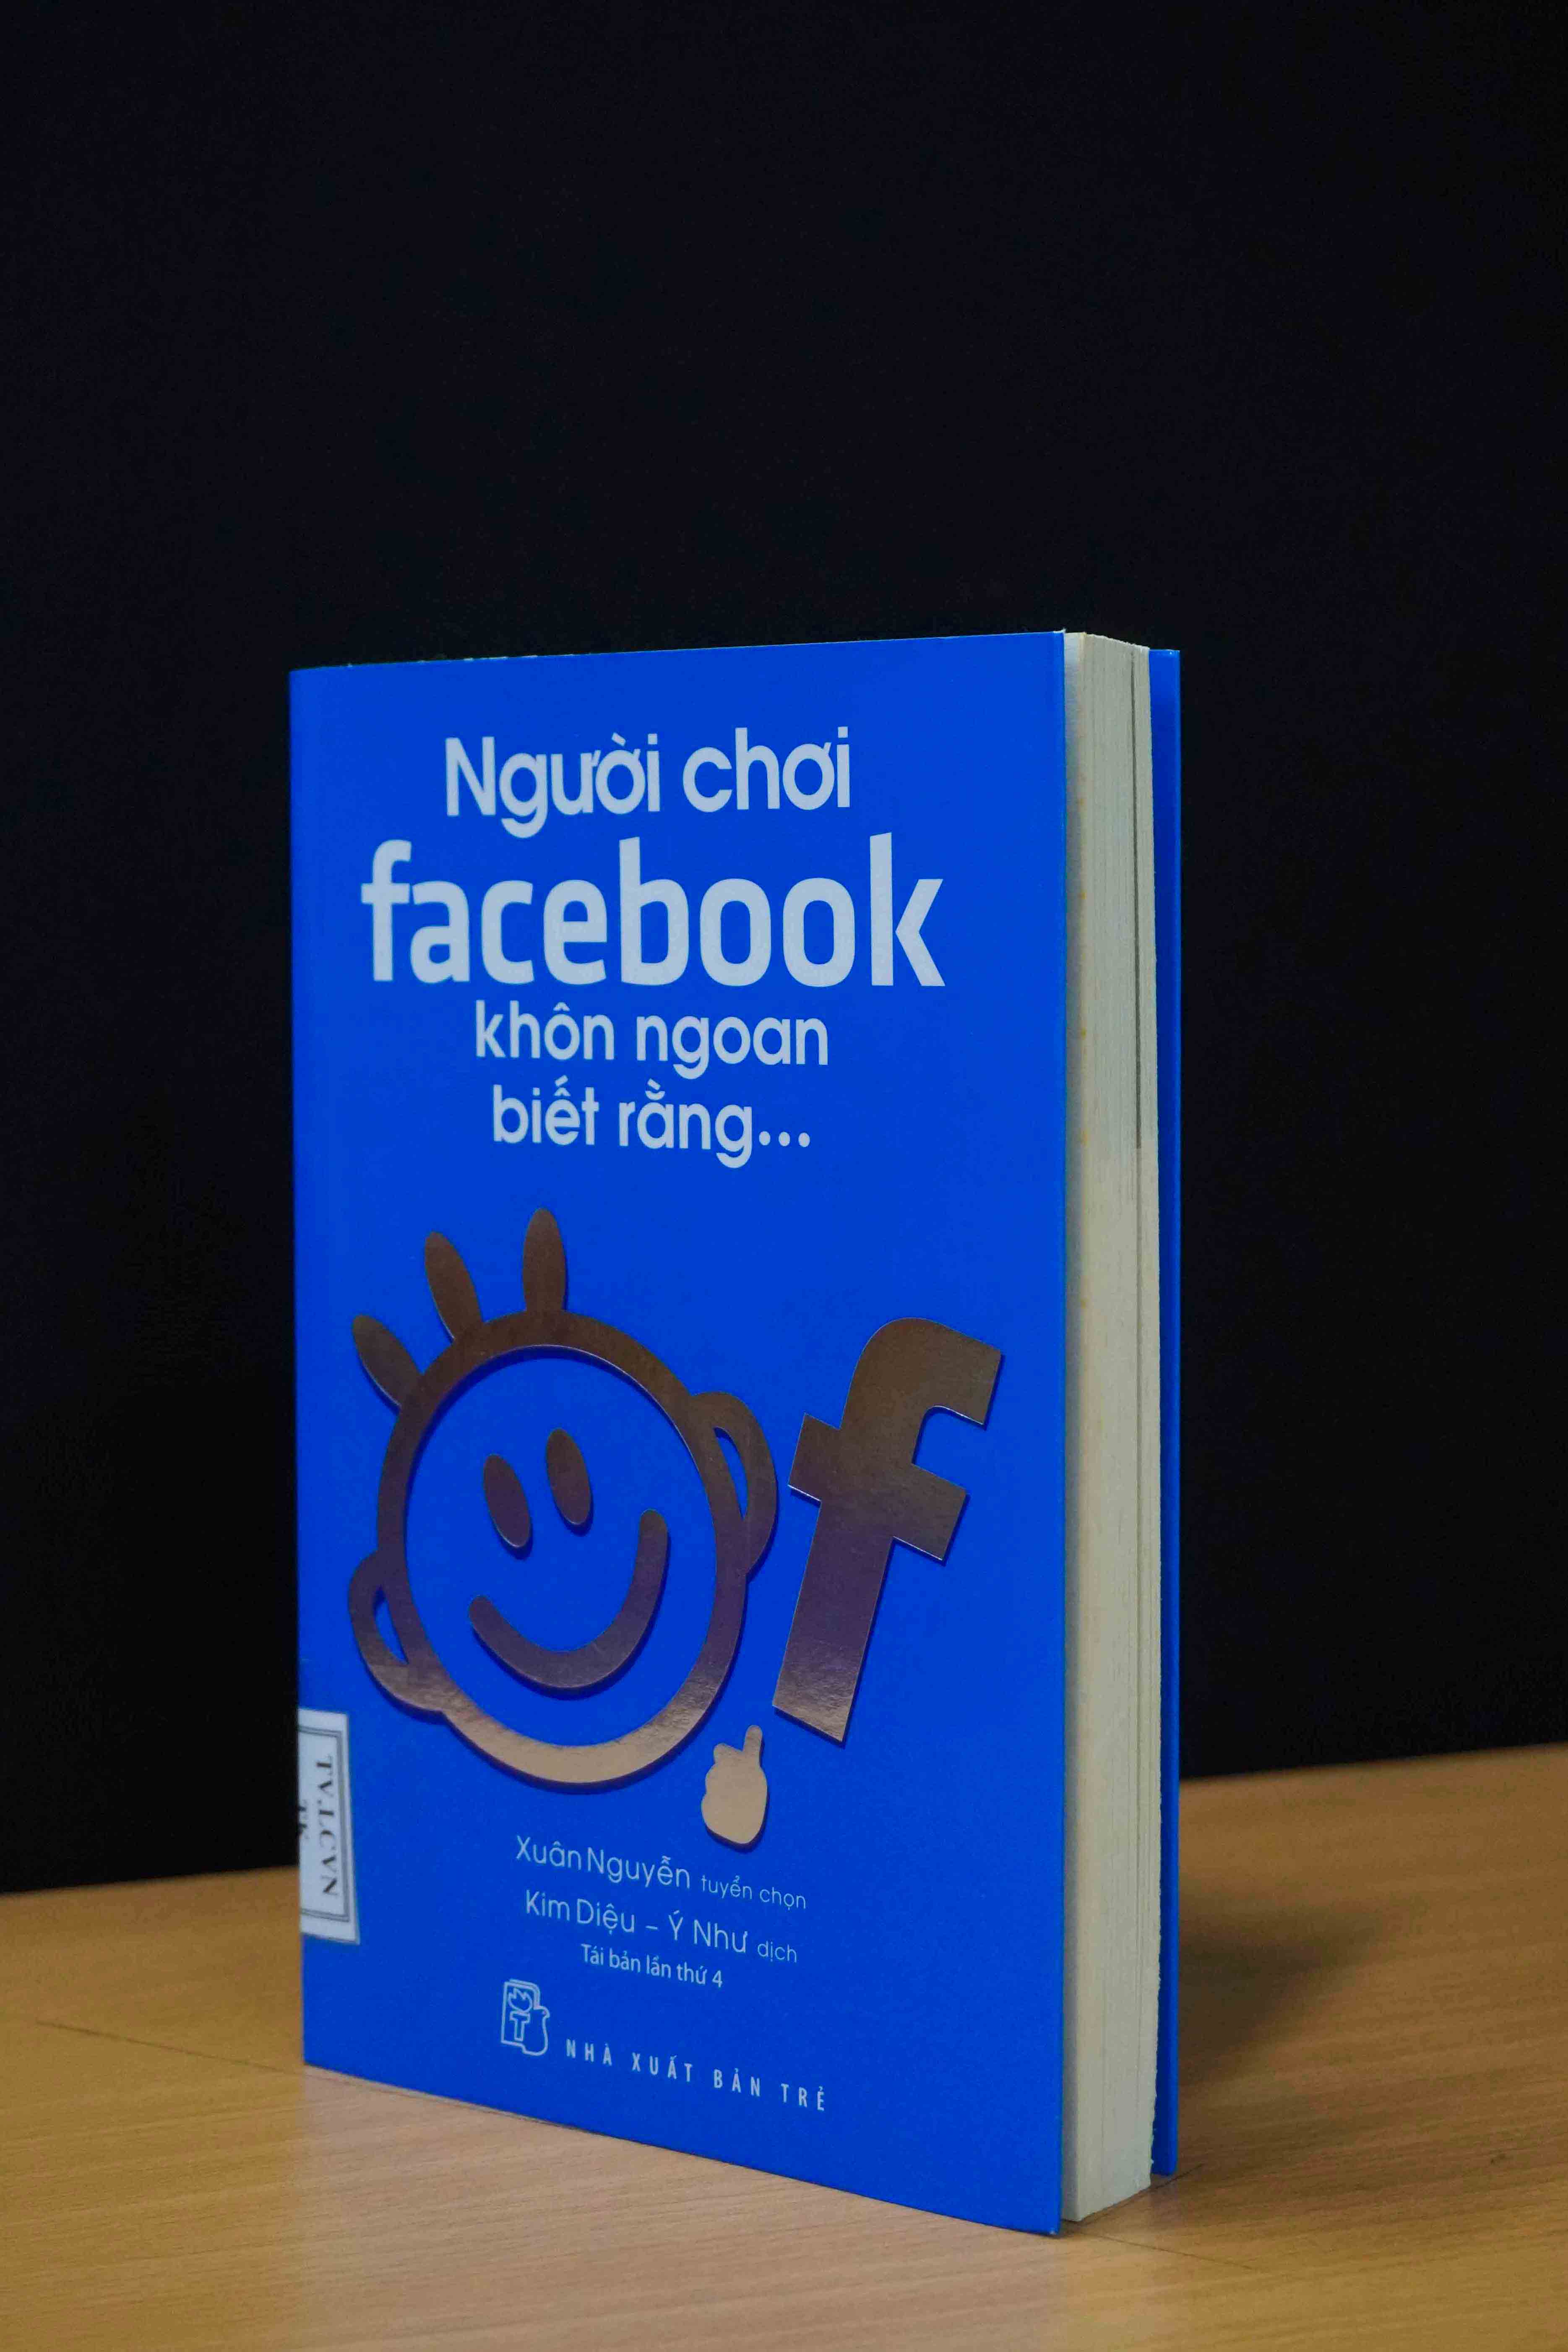 Người chơi
facebook
khôn ngoan
biết rằng...
f
Xuân Nguyễn tuyển chọn
Kim Diệu – Ý Như dịch
Tái bản lần thứ 4
T
NHÀ XUẤT BẢN TRẺ
TV.LCVN